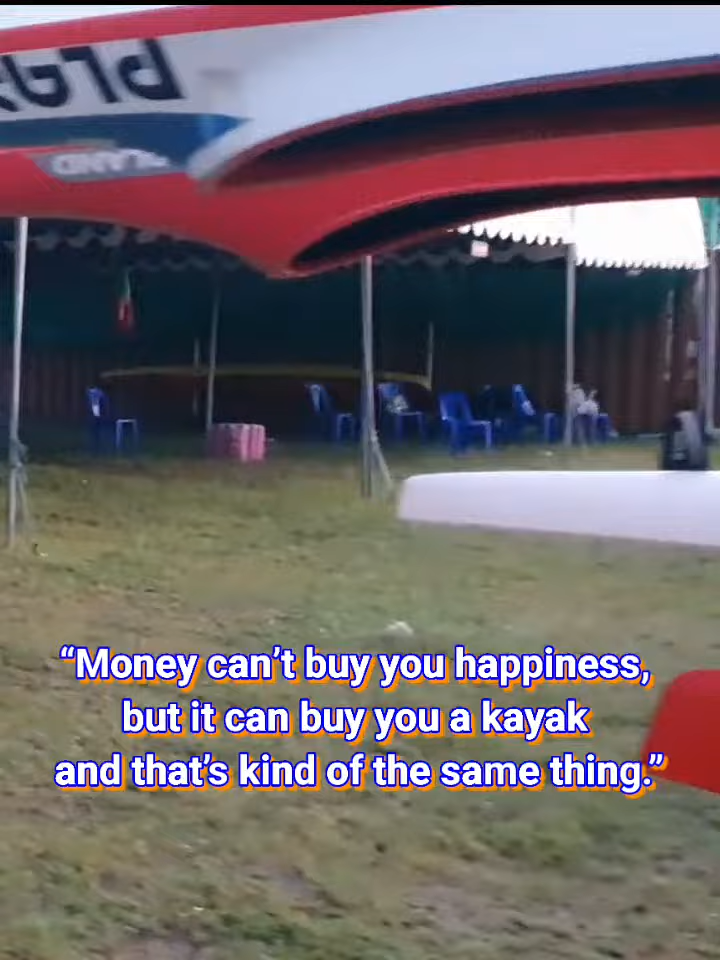 “Money can’t buy you happiness,
but it can buy you a kayak
and that’s kind of the same thing.”